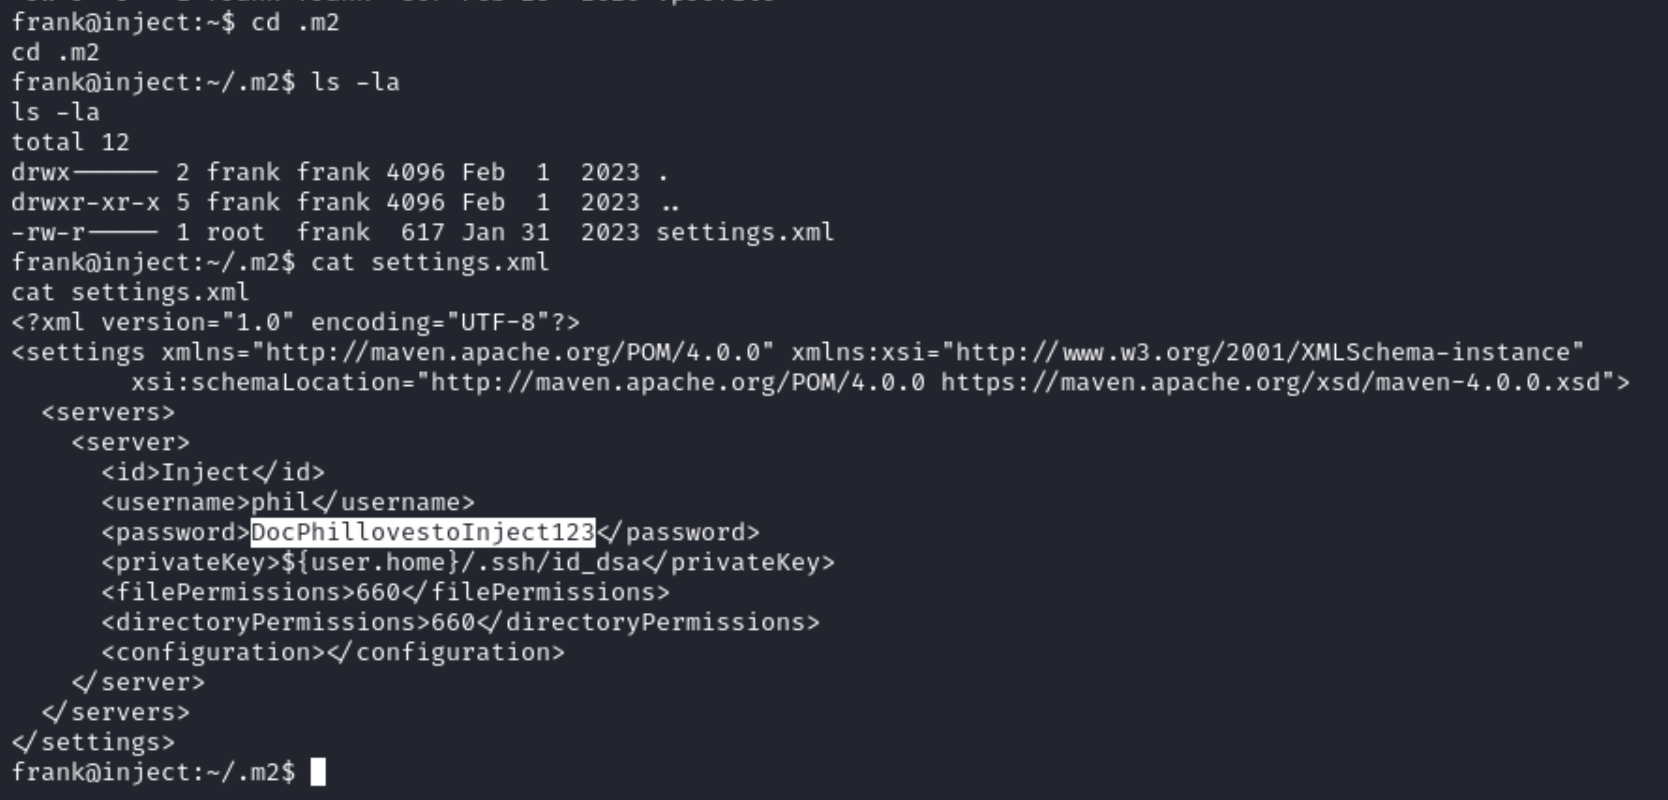 frank@inject:~$ cd .m2
cd .m2
frank@inject:~/.m2$ ls -la
ls -la
total 12
drwx------ 2 frank frank 4096 Feb  1  2023 .
drwxr-xr-x 5 frank frank 4096 Feb  1  2023 ..
-rw-r----- 1 root  frank  617 Jan 31  2023 settings.xml
frank@inject:~/.m2$ cat settings.xml
cat settings.xml
<?xml version="1.0" encoding="UTF-8"?>
<settings xmlns="http://maven.apache.org/POM/4.0.0" xmlns:xsi="http://www.w3.org/2001/XMLSchema-instance"
        xsi:schemaLocation="http://maven.apache.org/POM/4.0.0 https://maven.apache.org/xsd/maven-4.0.0.xsd">
  <servers>
    <server>
      <id>Inject</id>
      <username>phil</username>
      <password>DocPhillovestoInject123</password>
      <privateKey>${user.home}/.ssh/id_dsa</privateKey>
      <filePermissions>660</filePermissions>
      <directoryPermissions>660</directoryPermissions>
      <configuration></configuration>
    </server>
  </servers>
</settings>
frank@inject:~/.m2$